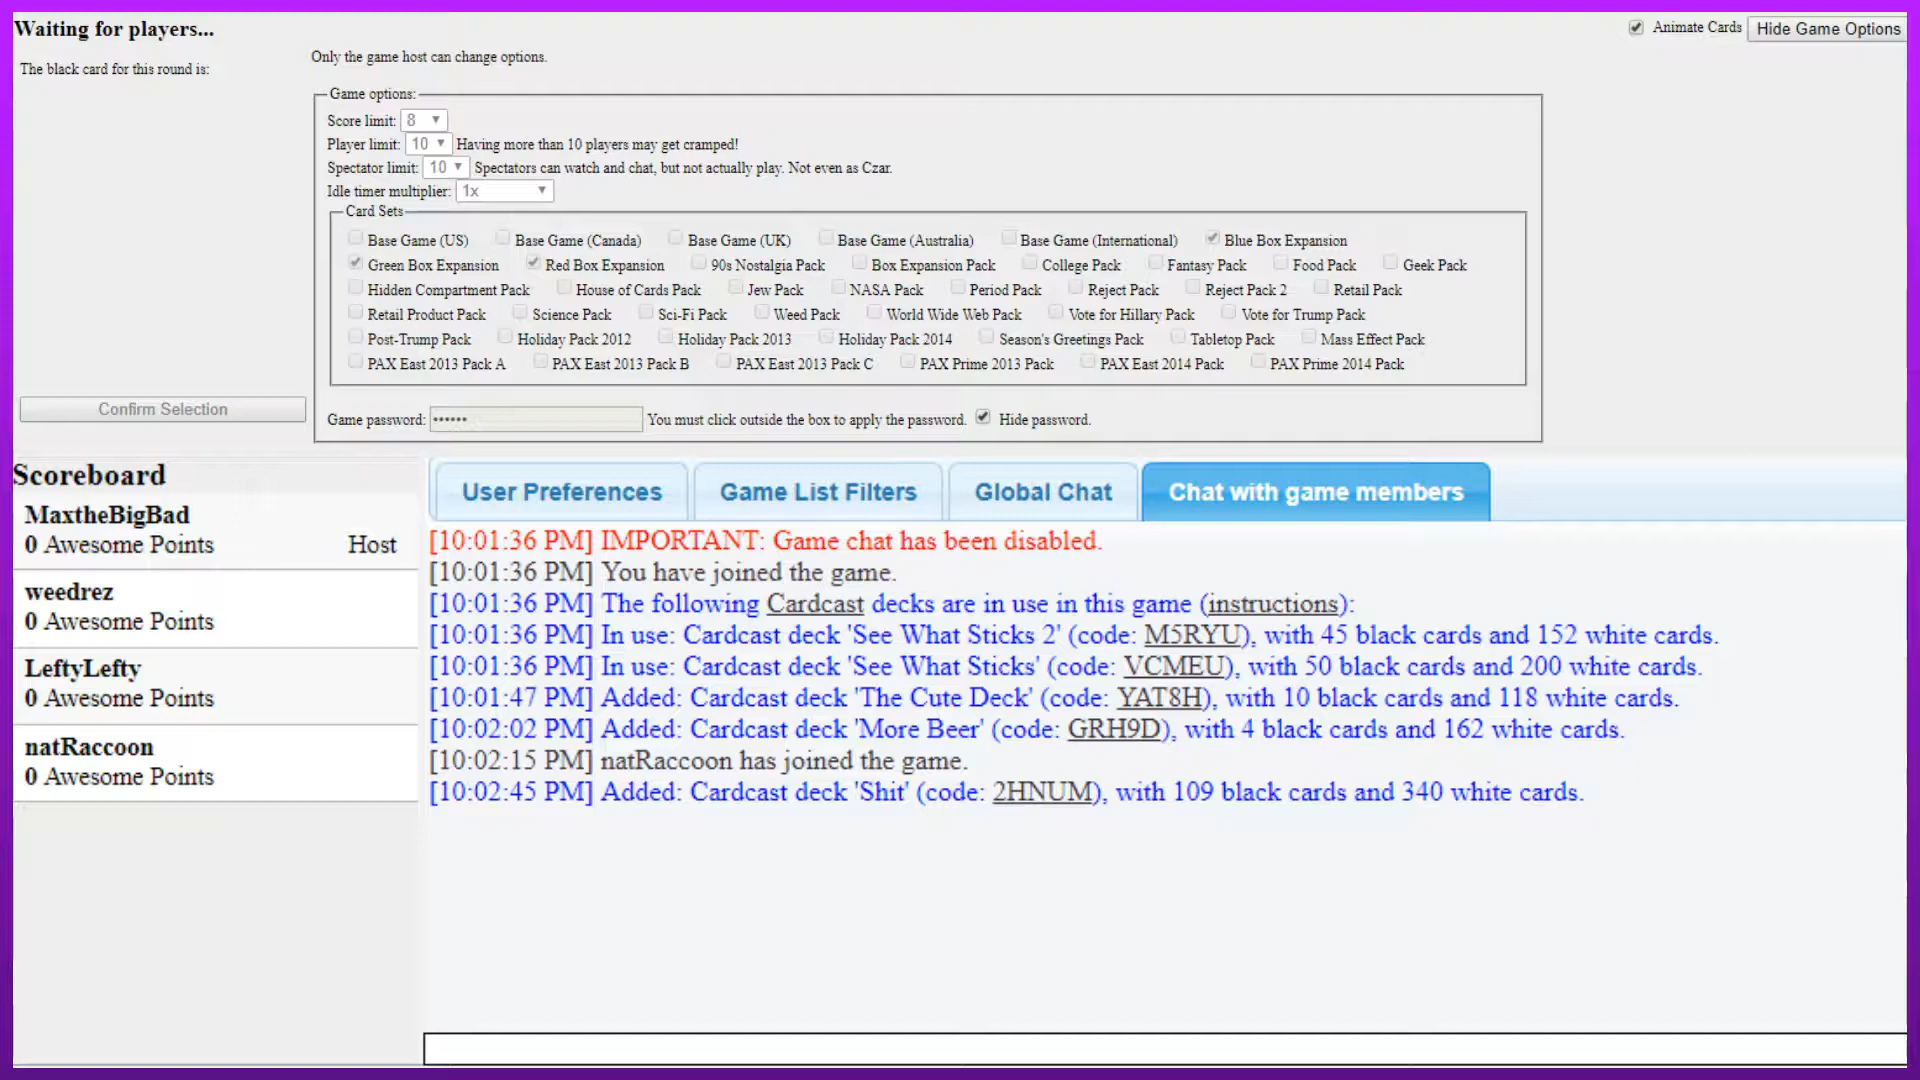 Waiting for players...
Animate Cards Hide Game Options
The black card for this round is:
Only the game host can change options.
Game options:
Score limit: 8
Player limit: 10 Having more than 10 players may get cramped!
Spectator limit: 10 Spectators can watch and chat, but not actually play. Not even as Czar.
Idle timer multiplier: 1x
Card Sets
Base Game (US) Base Game (Canada) Base Game (UK) Base Game (Australia) Base Game (International) Blue Box Expansion
Green Box Expansion Red Box Expansion 90s Nostalgia Pack Box Expansion Pack College Pack Fantasy Pack Food Pack Geek Pack
Hidden Compartment Pack House of Cards Pack Jew Pack NASA Pack Period Pack Reject Pack Reject Pack 2 Retail Pack
Retail Product Pack Science Pack Sci-Fi Pack Weed Pack World Wide Web Pack Vote for Hillary Pack Vote for Trump Pack
Post-Trump Pack Holiday Pack 2012 Holiday Pack 2013 Holiday Pack 2014 Season's Greetings Pack Tabletop Pack Mass Effect Pack
PAX East 2013 Pack A PAX East 2013 Pack B PAX East 2013 Pack C PAX Prime 2013 Pack PAX East 2014 Pack PAX Prime 2014 Pack
Confirm Selection
Game password: •••••• You must click outside the box to apply the password. Hide password.
Scoreboard
MaxtheBigBad
0 Awesome Points Host
weedrez
0 Awesome Points
LeftyLefty
0 Awesome Points
natRaccoon
0 Awesome Points
User Preferences Game List Filters Global Chat Chat with game members
[10:01:36 PM] IMPORTANT: Game chat has been disabled.
[10:01:36 PM] You have joined the game.
[10:01:36 PM] The following Cardcast decks are in use in this game (instructions):
[10:01:36 PM] In use: Cardcast deck 'See What Sticks 2' (code: M5RYU), with 45 black cards and 152 white cards.
[10:01:36 PM] In use: Cardcast deck 'See What Sticks' (code: VCMEU), with 50 black cards and 200 white cards.
[10:01:47 PM] Added: Cardcast deck 'The Cute Deck' (code: YAT8H), with 10 black cards and 118 white cards.
[10:02:02 PM] Added: Cardcast deck 'More Beer' (code: GRH9D), with 4 black cards and 162 white cards.
[10:02:15 PM] natRaccoon has joined the game.
[10:02:45 PM] Added: Cardcast deck 'Shit' (code: 2HNUM), with 109 black cards and 340 white cards.